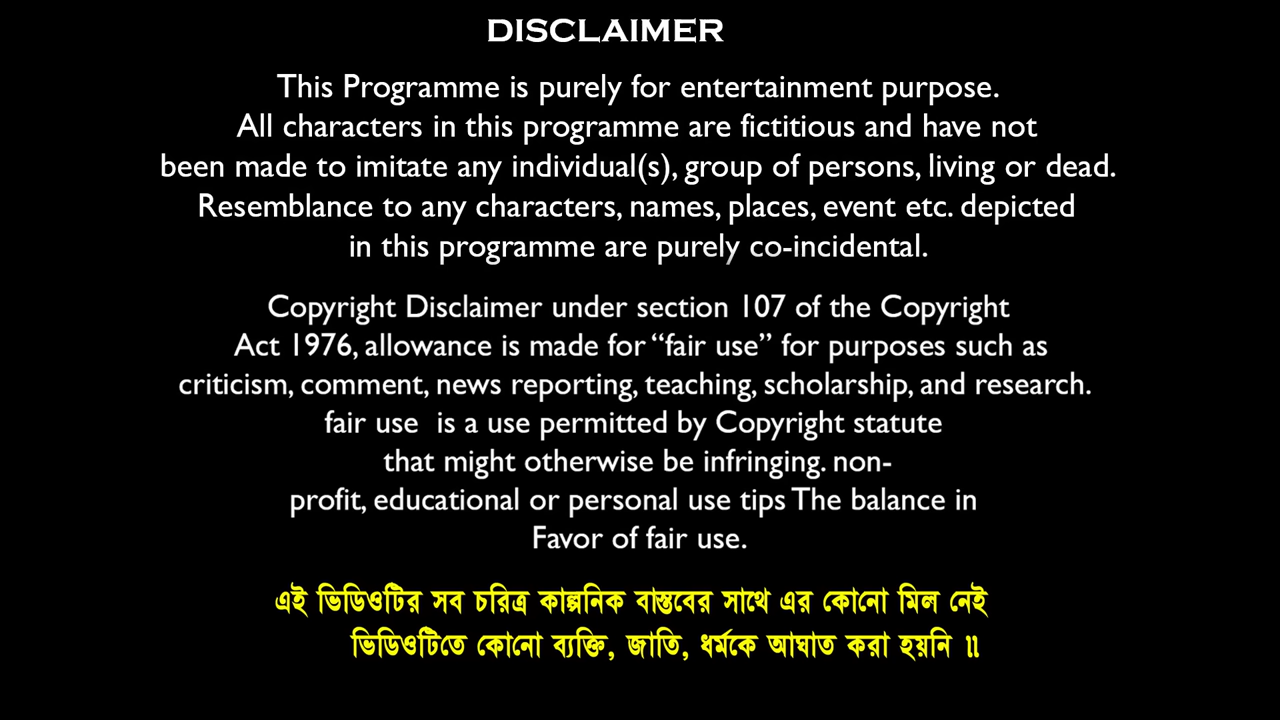 DISCLAIMER
This Programme is purely for entertainment purpose.
All characters in this programme are fictitious and have not
been made to imitate any individual(s), group of persons, living or dead.
Resemblance to any characters, names, places, event etc. depicted
in this programme are purely co-incidental.
Copyright Disclaimer under section 107 of the Copyright
Act 1976, allowance is made for “fair use” for purposes such as
criticism, comment, news reporting, teaching, scholarship, and research.
fair use  is a use permitted by Copyright statute
that might otherwise be infringing. non-
profit, educational or personal use tips The balance in
Favor of fair use.
এই ভিডিওটির সব চরিত্র কাল্পনিক বাস্তবের সাথে এর কোনো মিল নেই
ভিডিওটিতে কোনো ব্যক্তি, জাতি, ধর্মকে আঘাত করা হয়নি ॥